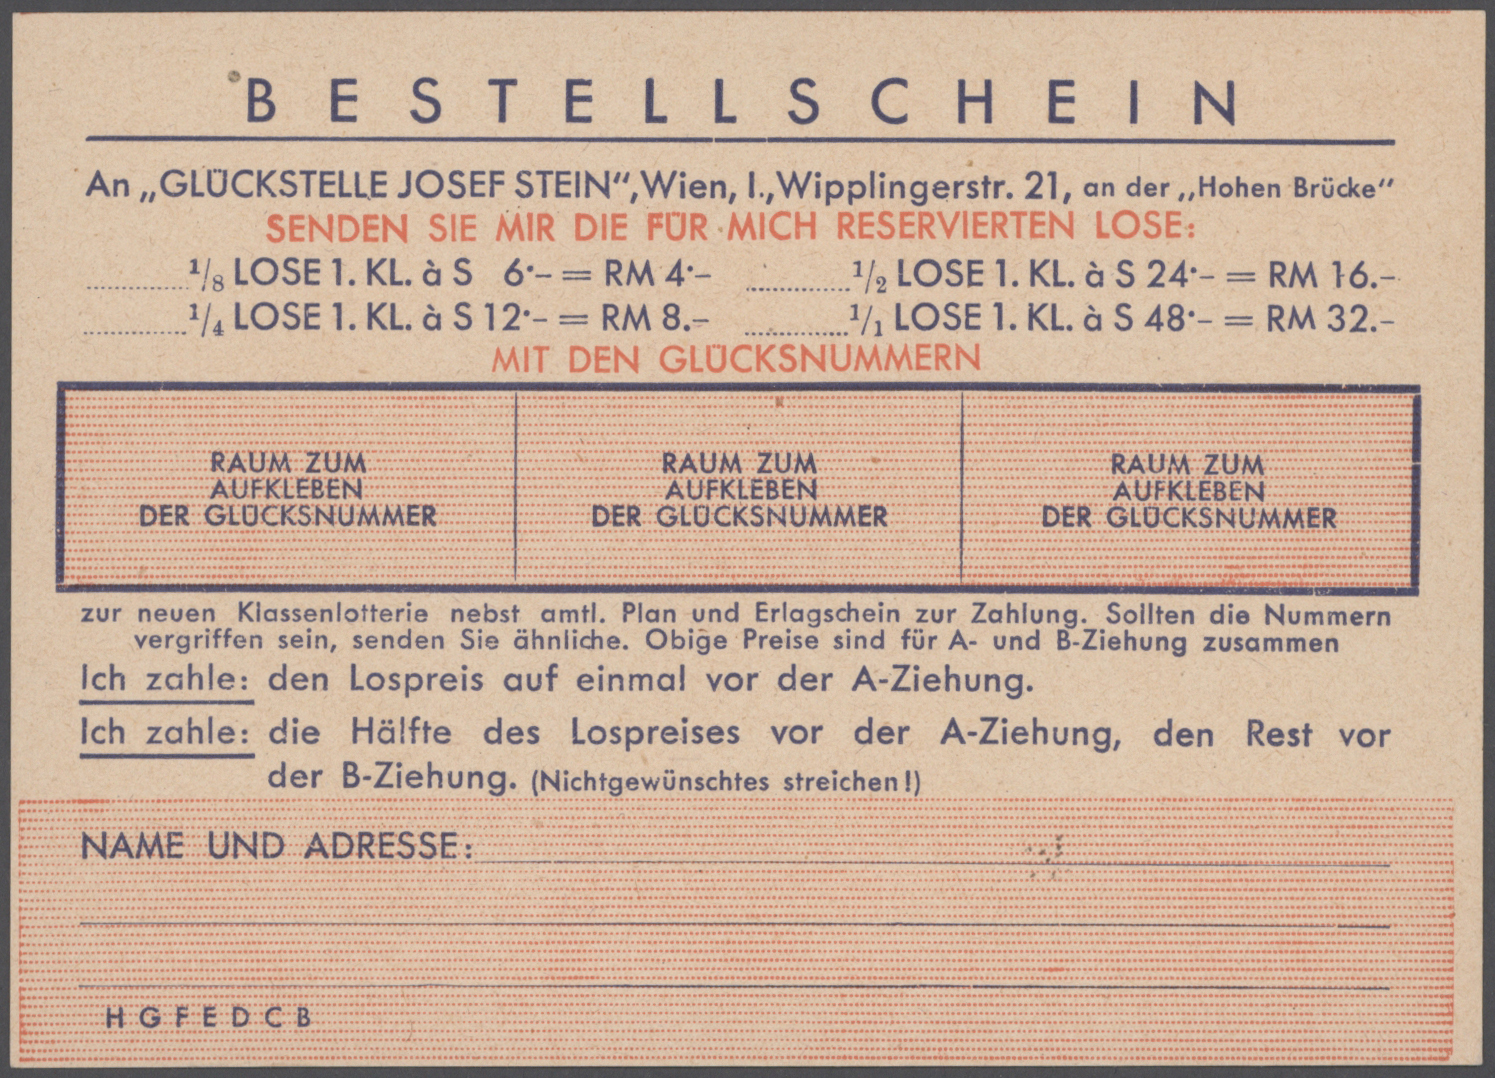 BESTELLSCHEIN
An „GLÜCKSTELLE JOSEF STEIN“, Wien, I., Wipplingerstr. 21, an der „Hohen Brücke“
SENDEN SIE MIR DIE FÜR MICH RESERVIERTEN LOSE:
............1/8 LOSE 1. KL. à S 6·– = RM 4·– ............1/2 LOSE 1. KL. à S 24·– = RM 16.–
............1/4 LOSE 1. KL. à S 12·– = RM 8.– ............1/1 LOSE 1. KL. à S 48·– = RM 32.–
MIT DEN GLÜCKSNUMMERN
RAUM ZUM
AUFKLEBEN
DER GLÜCKSNUMMER
RAUM ZUM
AUFKLEBEN
DER GLÜCKSNUMMER
RAUM ZUM
AUFKLEBEN
DER GLÜCKSNUMMER
zur neuen Klassenlotterie nebst amtl. Plan und Erlagschein zur Zahlung. Sollten die Nummern
vergriffen sein, senden Sie ähnliche. Obige Preise sind für A- und B-Ziehung zusammen
Ich zahle: den Lospreis auf einmal vor der A-Ziehung.
Ich zahle: die Hälfte des Lospreises vor der A-Ziehung, den Rest vor
der B-Ziehung. (Nichtgewünschtes streichen!)
NAME UND ADRESSE:
H G F E D C B